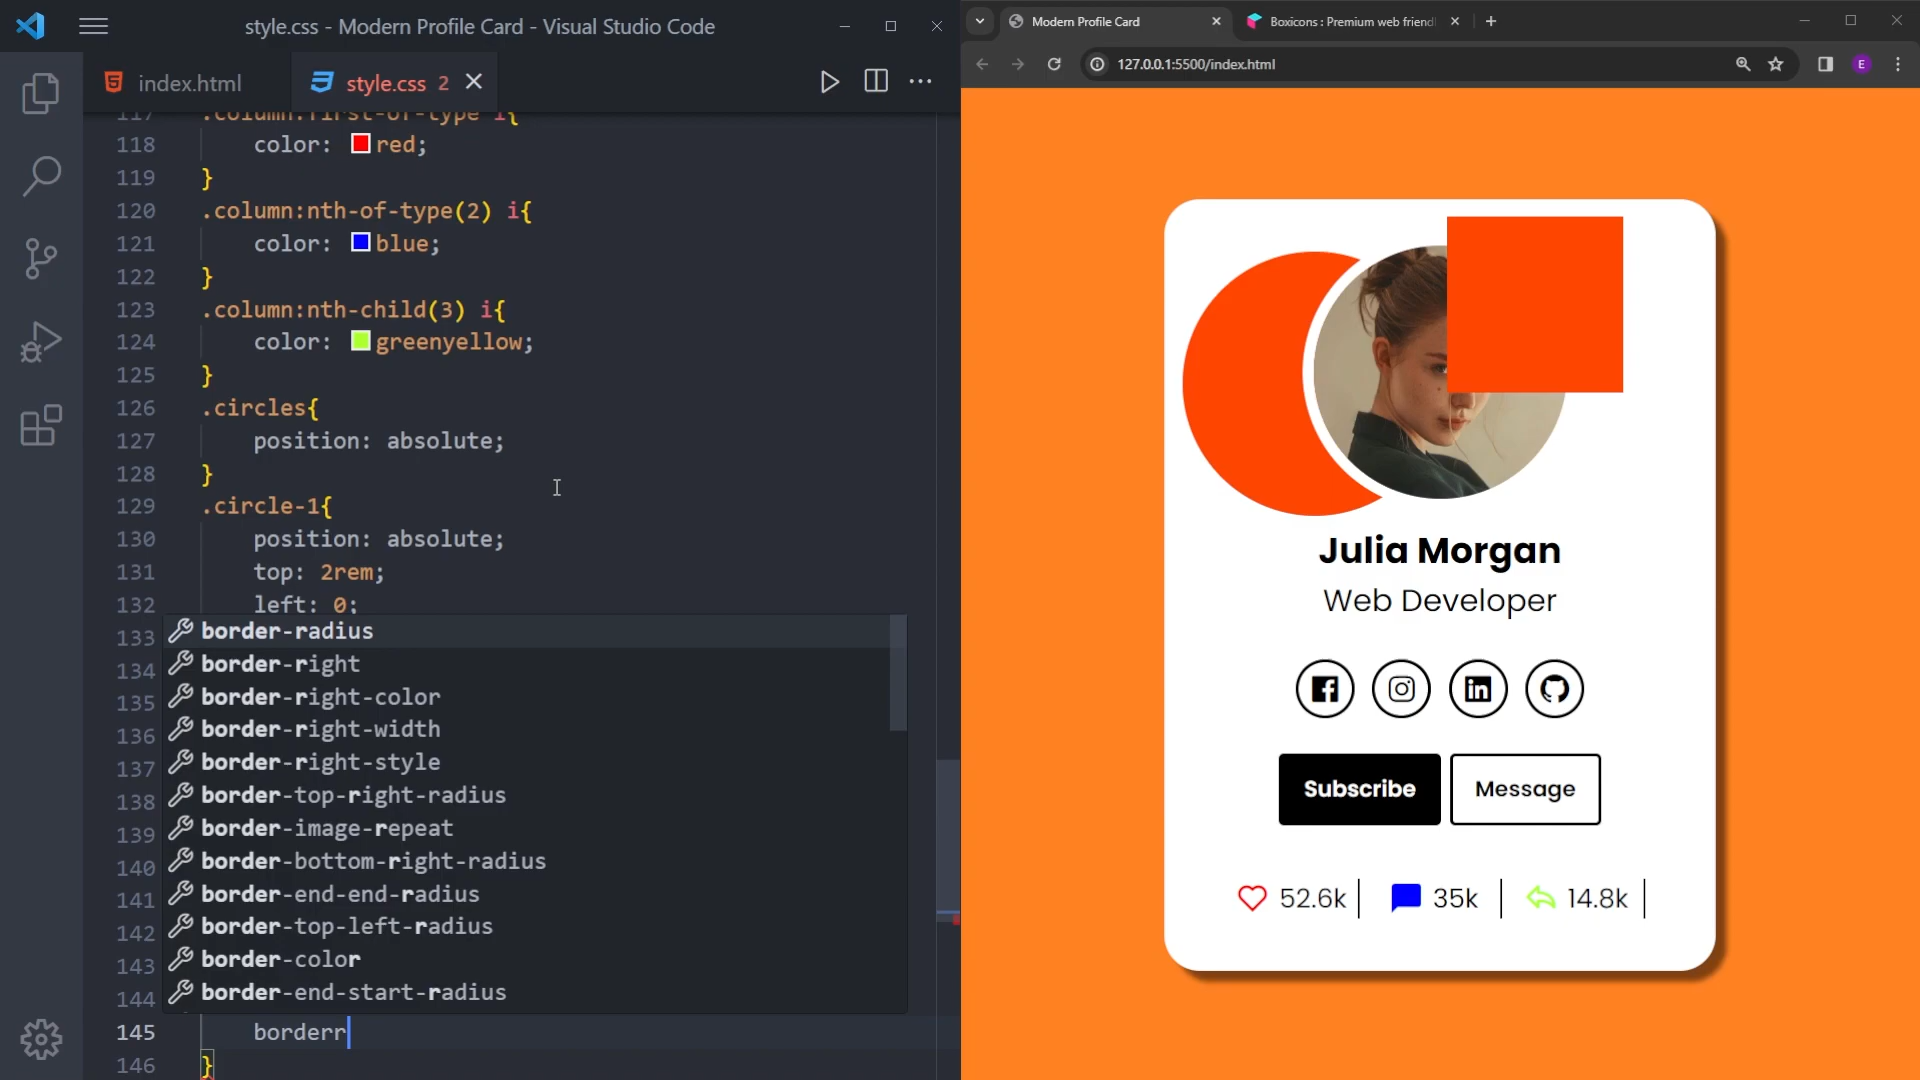 style.css - Modern Profile Card - Visual Studio Code
index.html
style.css 2
117 .column:first-of-type i{
118 color: red;
119 }
120 .column:nth-of-type(2) i{
121 color: blue;
122 }
123 .column:nth-child(3) i{
124 color: greenyellow;
125 }
126 .circles{
127 position: absolute;
128 }
129 .circle-1{
130 position: absolute;
131 top: 2rem;
132 left: 0;
133 border-radius
134 border-right
135 border-right-color
136 border-right-width
137 border-right-style
138 border-top-right-radius
139 border-image-repeat
140 border-bottom-right-radius
141 border-end-end-radius
142 border-top-left-radius
143 border-color
144 border-end-start-radius
145 borderr
146 }
Modern Profile Card
Boxicons : Premium web friend
127.0.0.1:5500/index.html
E
Julia Morgan
Web Developer
Subscribe
Message
52.6k
35k
14.8k